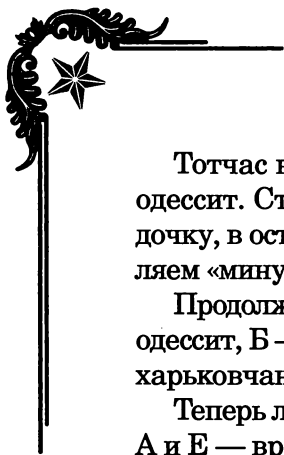 Тотчас н
одессит. Ст
дочку, в ост
ляем «мину
Продолж
одессит, Б —
харьковчан
Теперь л
А и Е — вр